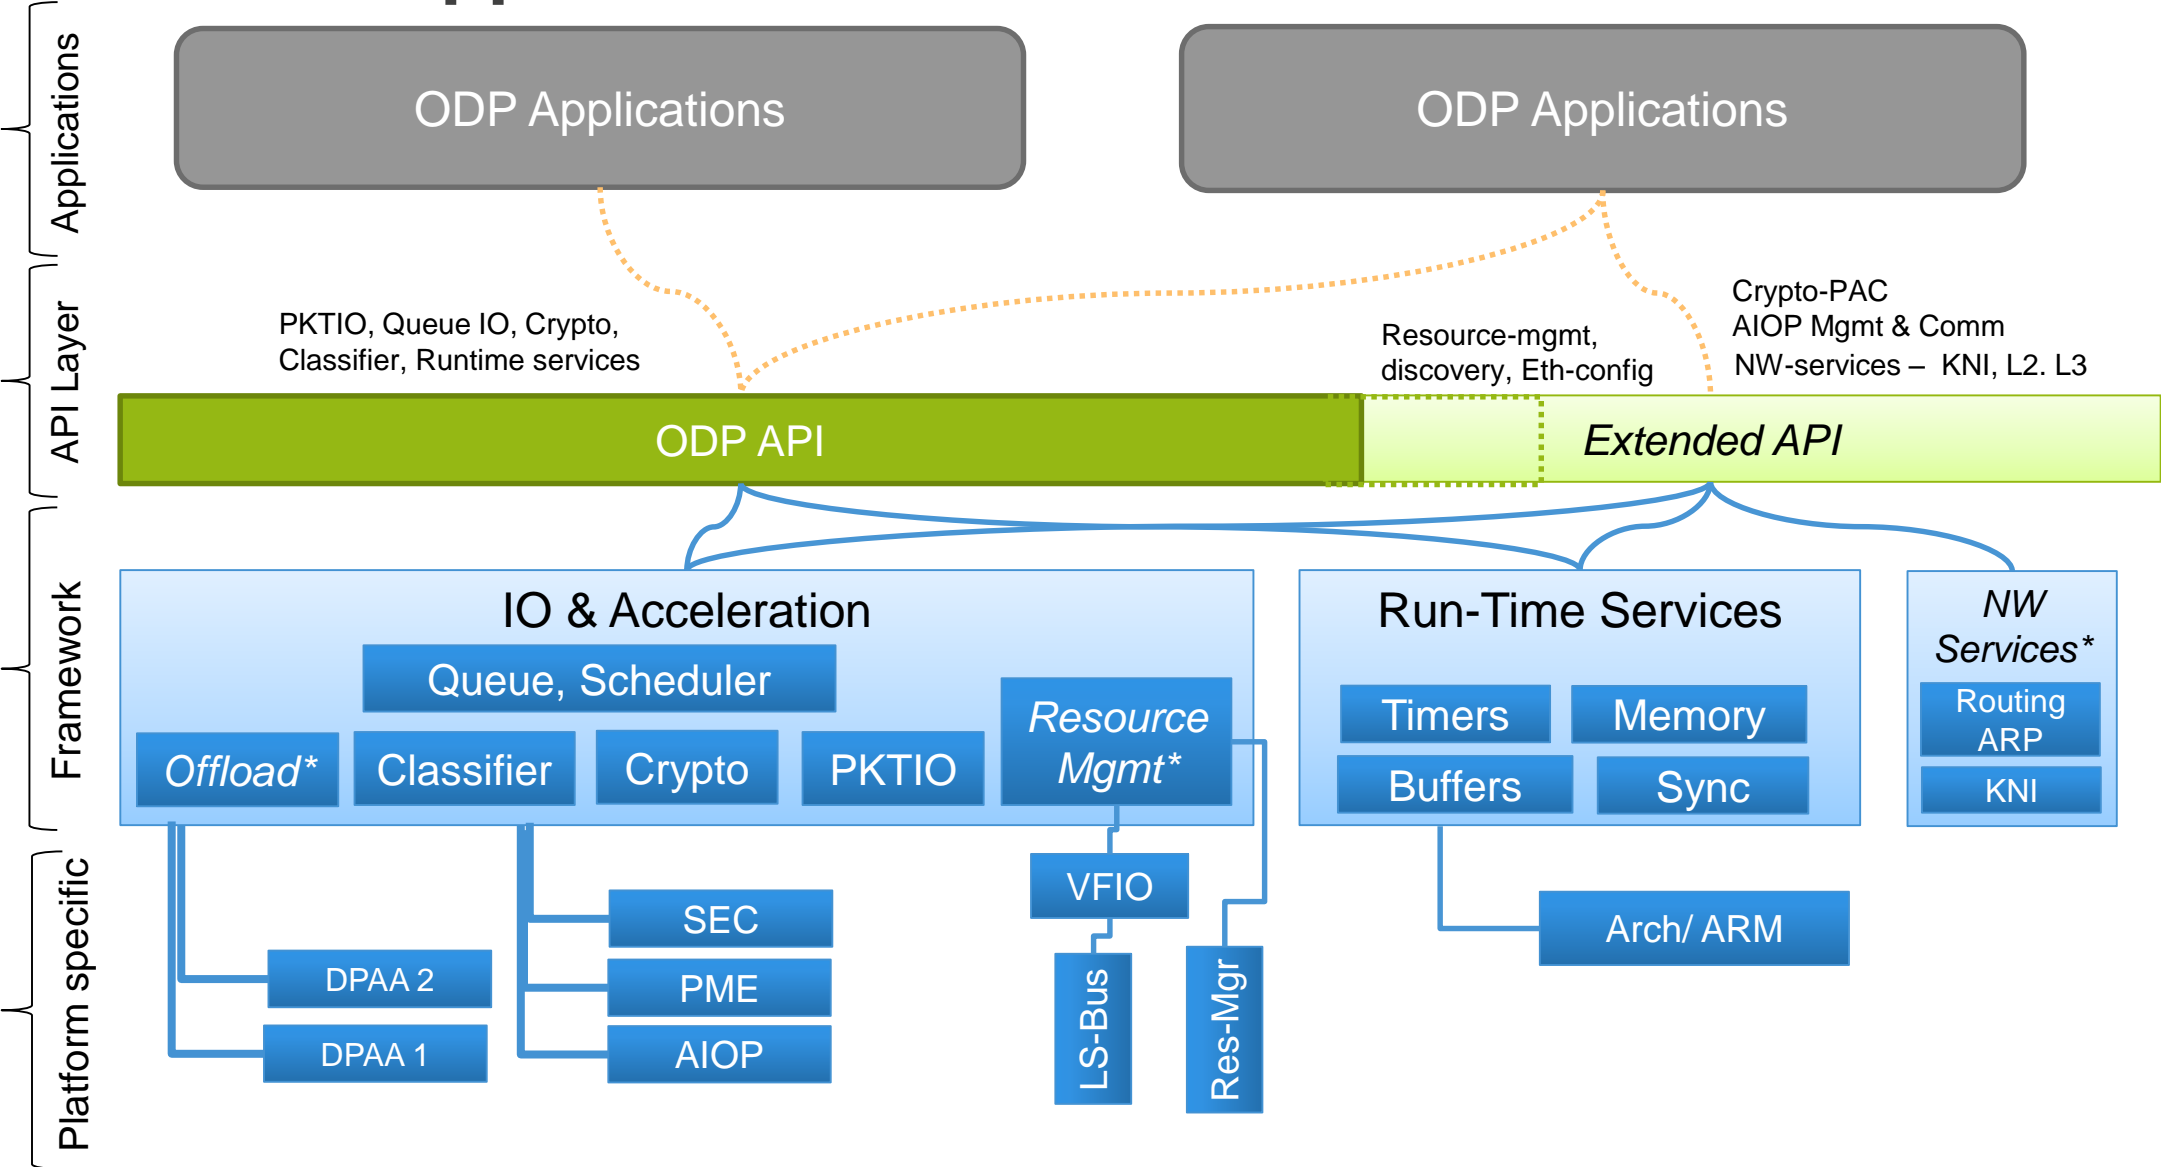 Applications
ODP Applications
ODP Applications
API Layer
PKTIO, Queue IO, Crypto,
Classifier, Runtime services
Resource-mgmt,
discovery, Eth-config
Crypto-PAC
AIOP Mgmt & Comm
NW-services –  KNI, L2. L3
ODP API
Extended API
Framework
IO & Acceleration
Queue, Scheduler
Offload*
Classifier
Crypto
PKTIO
Resource
Mgmt*
Run-Time Services
Timers
Memory
Buffers
Sync
NW
Services*
Routing
ARP
KNI
Platform specific
DPAA 2
DPAA 1
SEC
PME
AIOP
VFIO
LS-Bus
Res-Mgr
Arch/ ARM